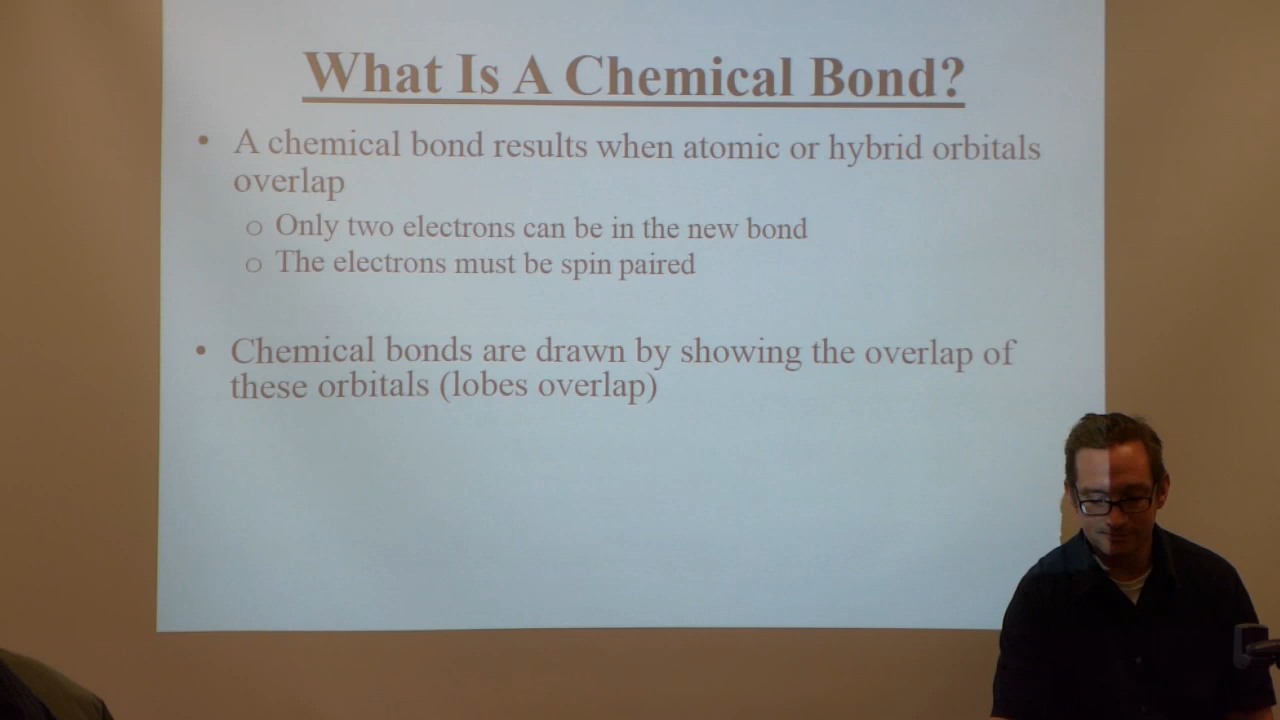 What Is A Chemical Bond?
• A chemical bond results when atomic or hybrid orbitals
overlap
o Only two electrons can be in the new bond
o The electrons must be spin paired
• Chemical bonds are drawn by showing the overlap of
these orbitals (lobes overlap)